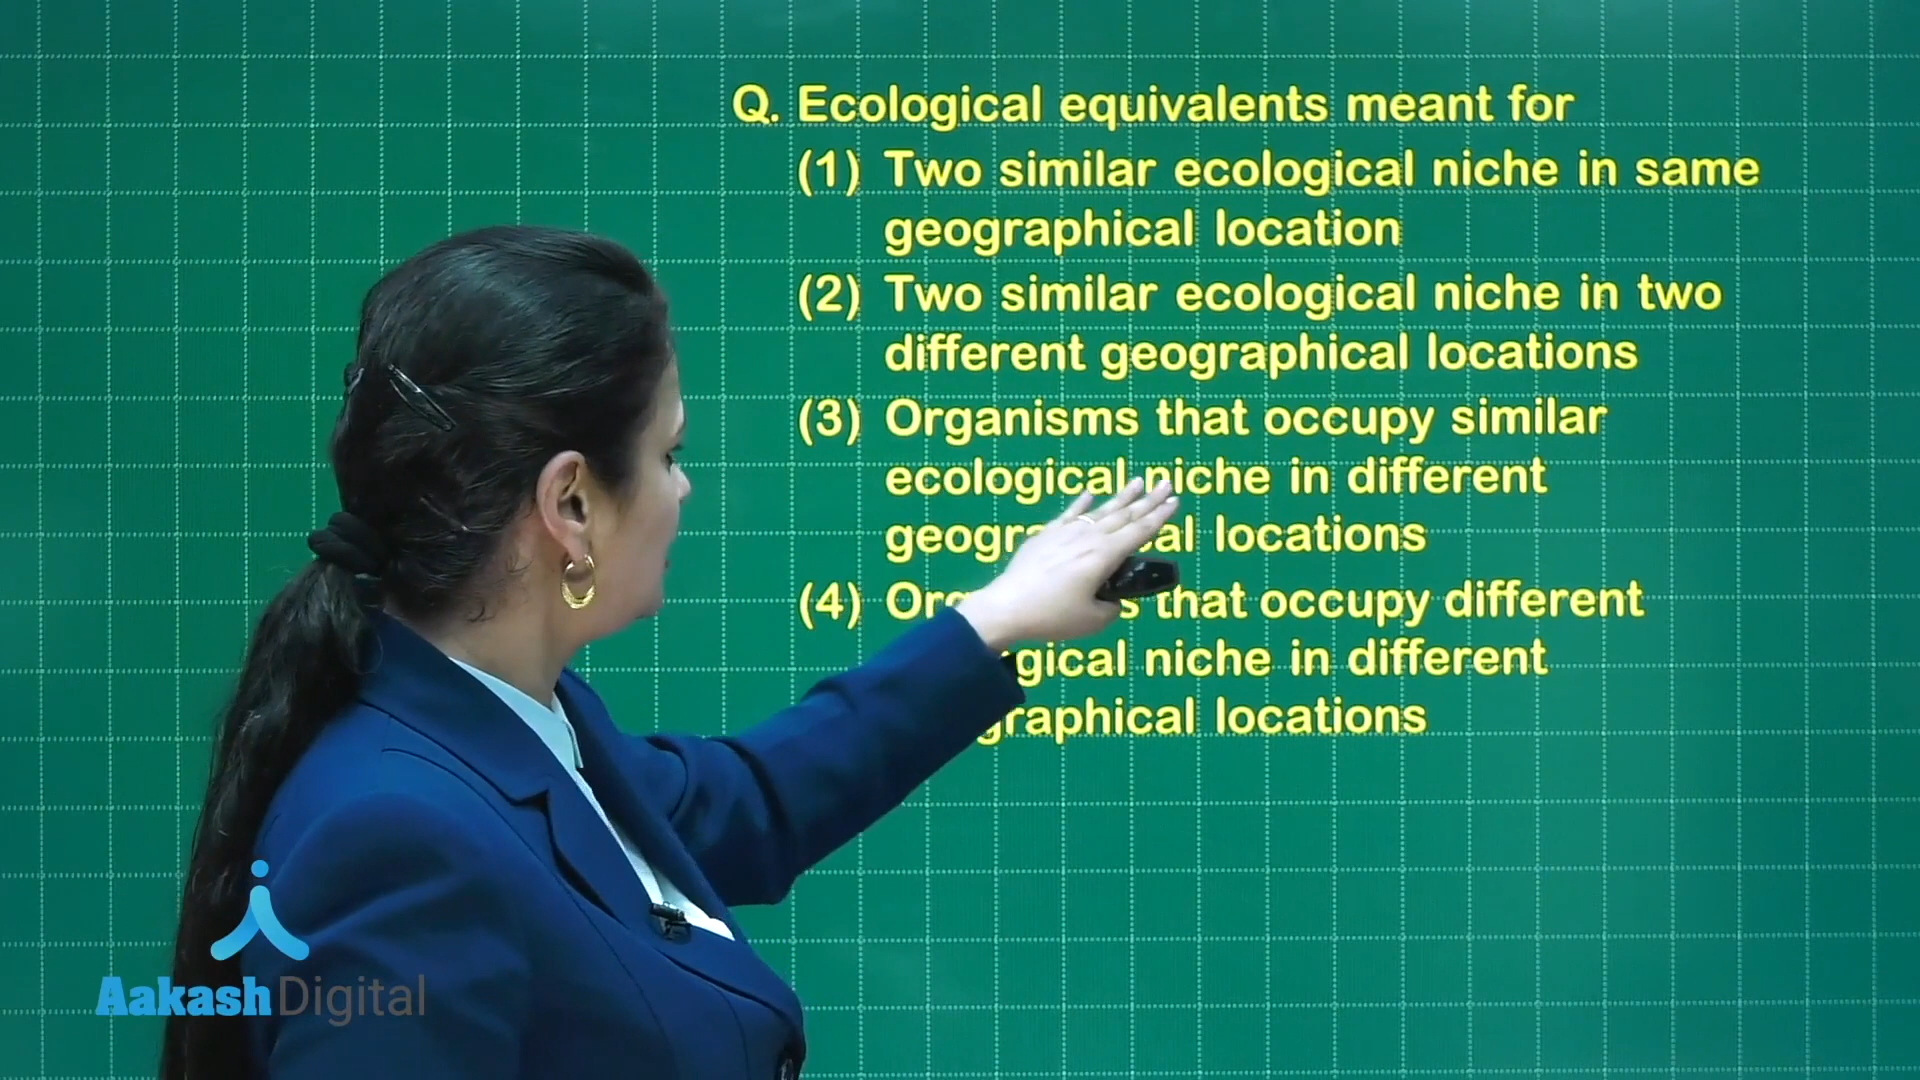 Q. Ecological equivalents meant for
(1) Two similar ecological niche in same
geographical location
(2) Two similar ecological niche in two
different geographical locations
(3) Organisms that occupy similar
ecological niche in different
locations
(4) that occupy different
niche in different
locations
Aakash Digital